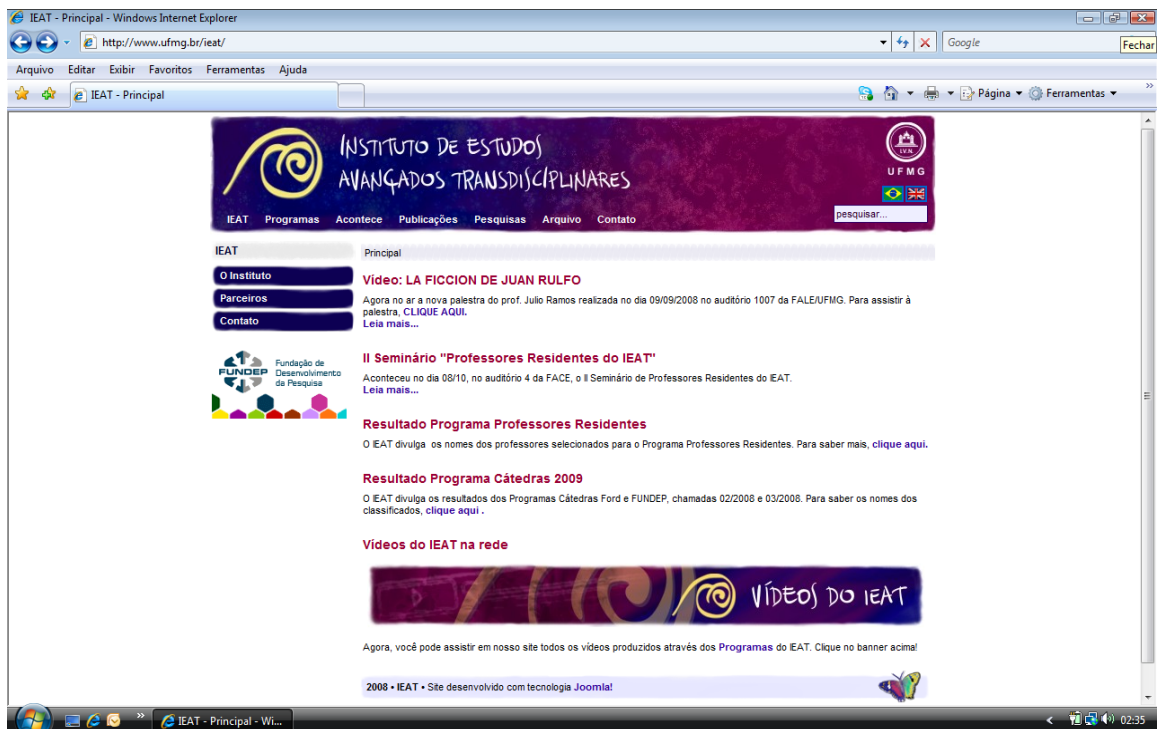 IEAT - Principal - Windows Internet Explorer
http://www.ufmg.br/ieat/
Google
Fechar
Arquivo Editar Exibir Favoritos Ferramentas Ajuda
IEAT - Principal
Página Ferramentas
INSTITUTO DE ESTUDOS
AVANÇADOS TRANSDISCIPLINARES
I.V.N.
UFMG
IEAT Programas Acontece Publicações Pesquisas Arquivo Contato
pesquisar...
IEAT
O Instituto
Parceiros
Contato
FUNDEP
Fundação de
Desenvolvimento
da Pesquisa
Principal
Vídeo: LA FICCION DE JUAN RULFO
Agora no ar a nova palestra do prof. Julio Ramos realizada no dia 09/09/2008 no auditório 1007 da FALE/UFMG. Para assistir à
palestra, CLIQUE AQUI.
Leia mais...
II Seminário "Professores Residentes do IEAT"
Aconteceu no dia 08/10, no auditório 4 da FACE, o II Seminário de Professores Residentes do IEAT.
Leia mais...
Resultado Programa Professores Residentes
O IEAT divulga os nomes dos professores selecionados para o Programa Professores Residentes. Para saber mais, clique aqui.
Resultado Programa Cátedras 2009
O IEAT divulga os resultados dos Programas Cátedras Ford e FUNDEP, chamadas 02/2008 e 03/2008. Para saber os nomes dos
classificados, clique aqui .
Vídeos do IEAT na rede
VÍDEOS DO IEAT
Agora, você pode assistir em nosso site todos os vídeos produzidos através dos Programas do IEAT. Clique no banner acima!
2008 • IEAT • Site desenvolvido com tecnologia Joomla!
IEAT - Principal - Wi...
02:35